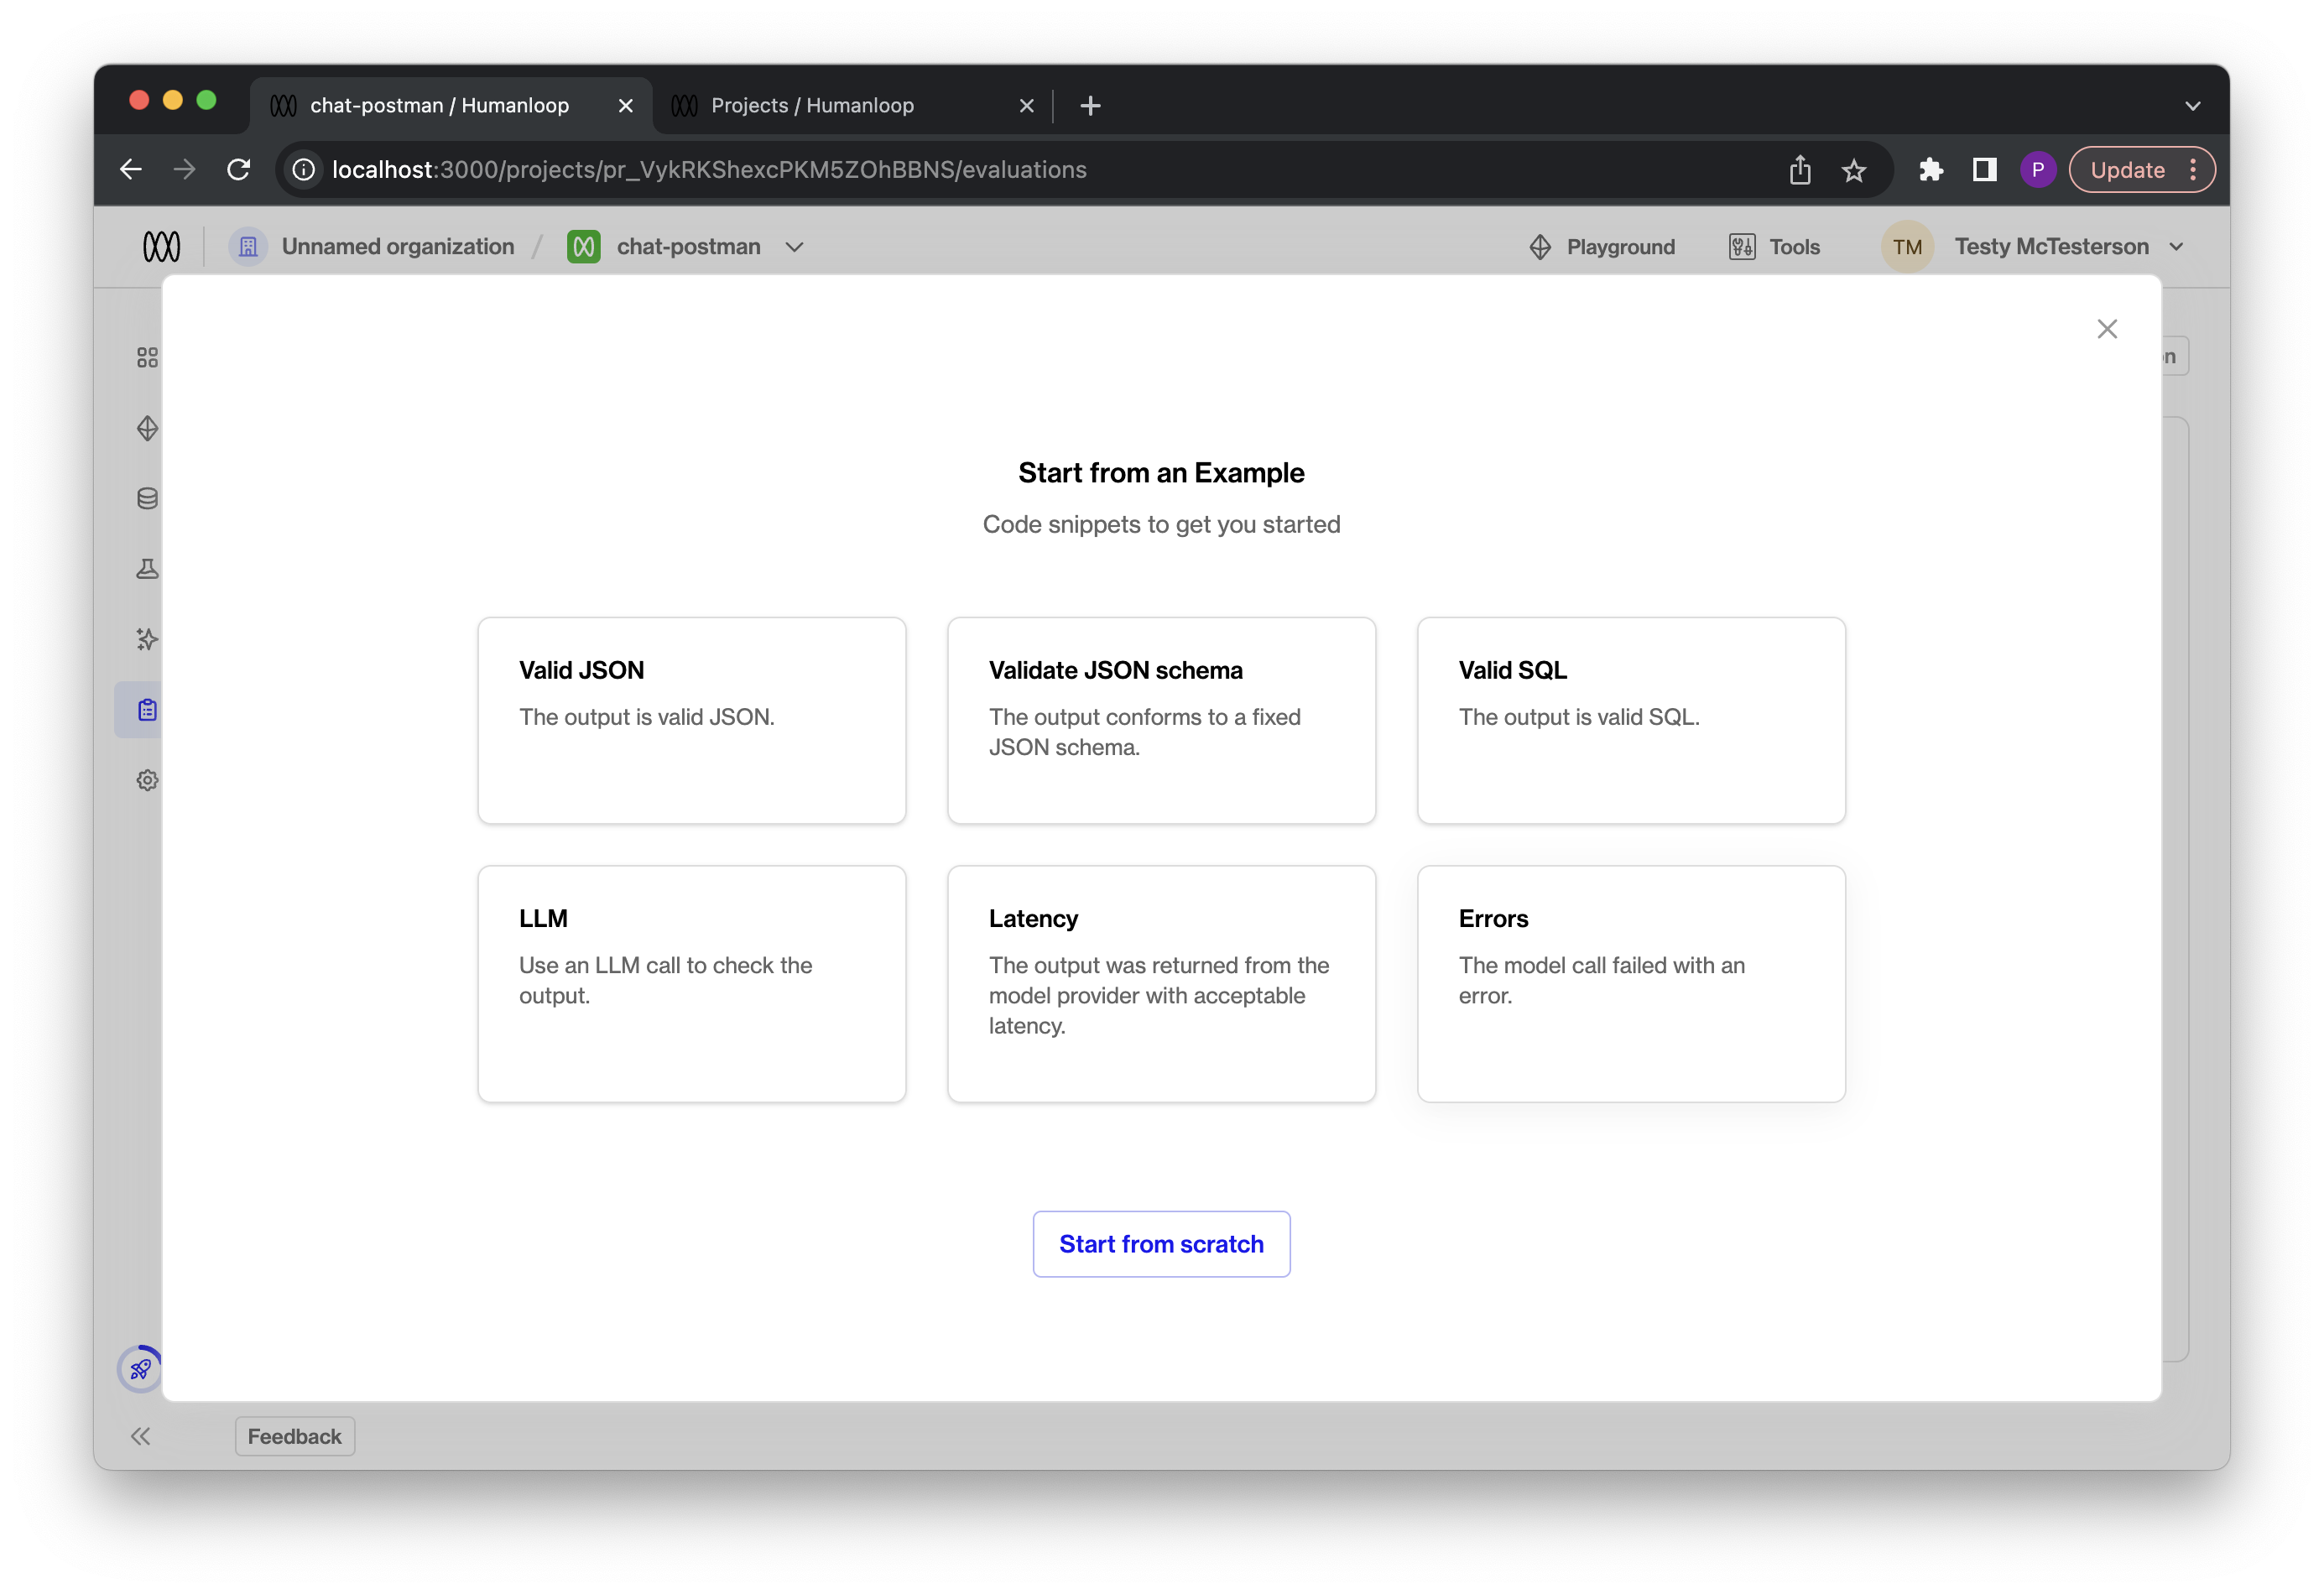 chat-postman / Humanloop
Projects / Humanloop
localhost:3000/projects/pr_VykRKShexcPKM5ZOhBBNS/evaluations
P
Update
Unnamed organization / chat-postman
Playground
Tools
TM
Testy McTesterson
n
Start from an Example
Code snippets to get you started
Valid JSON
The output is valid JSON.
Validate JSON schema
The output conforms to a fixed
JSON schema.
Valid SQL
The output is valid SQL.
LLM
Use an LLM call to check the
output.
Latency
The output was returned from the
model provider with acceptable
latency.
Errors
The model call failed with an
error.
Start from scratch
Feedback